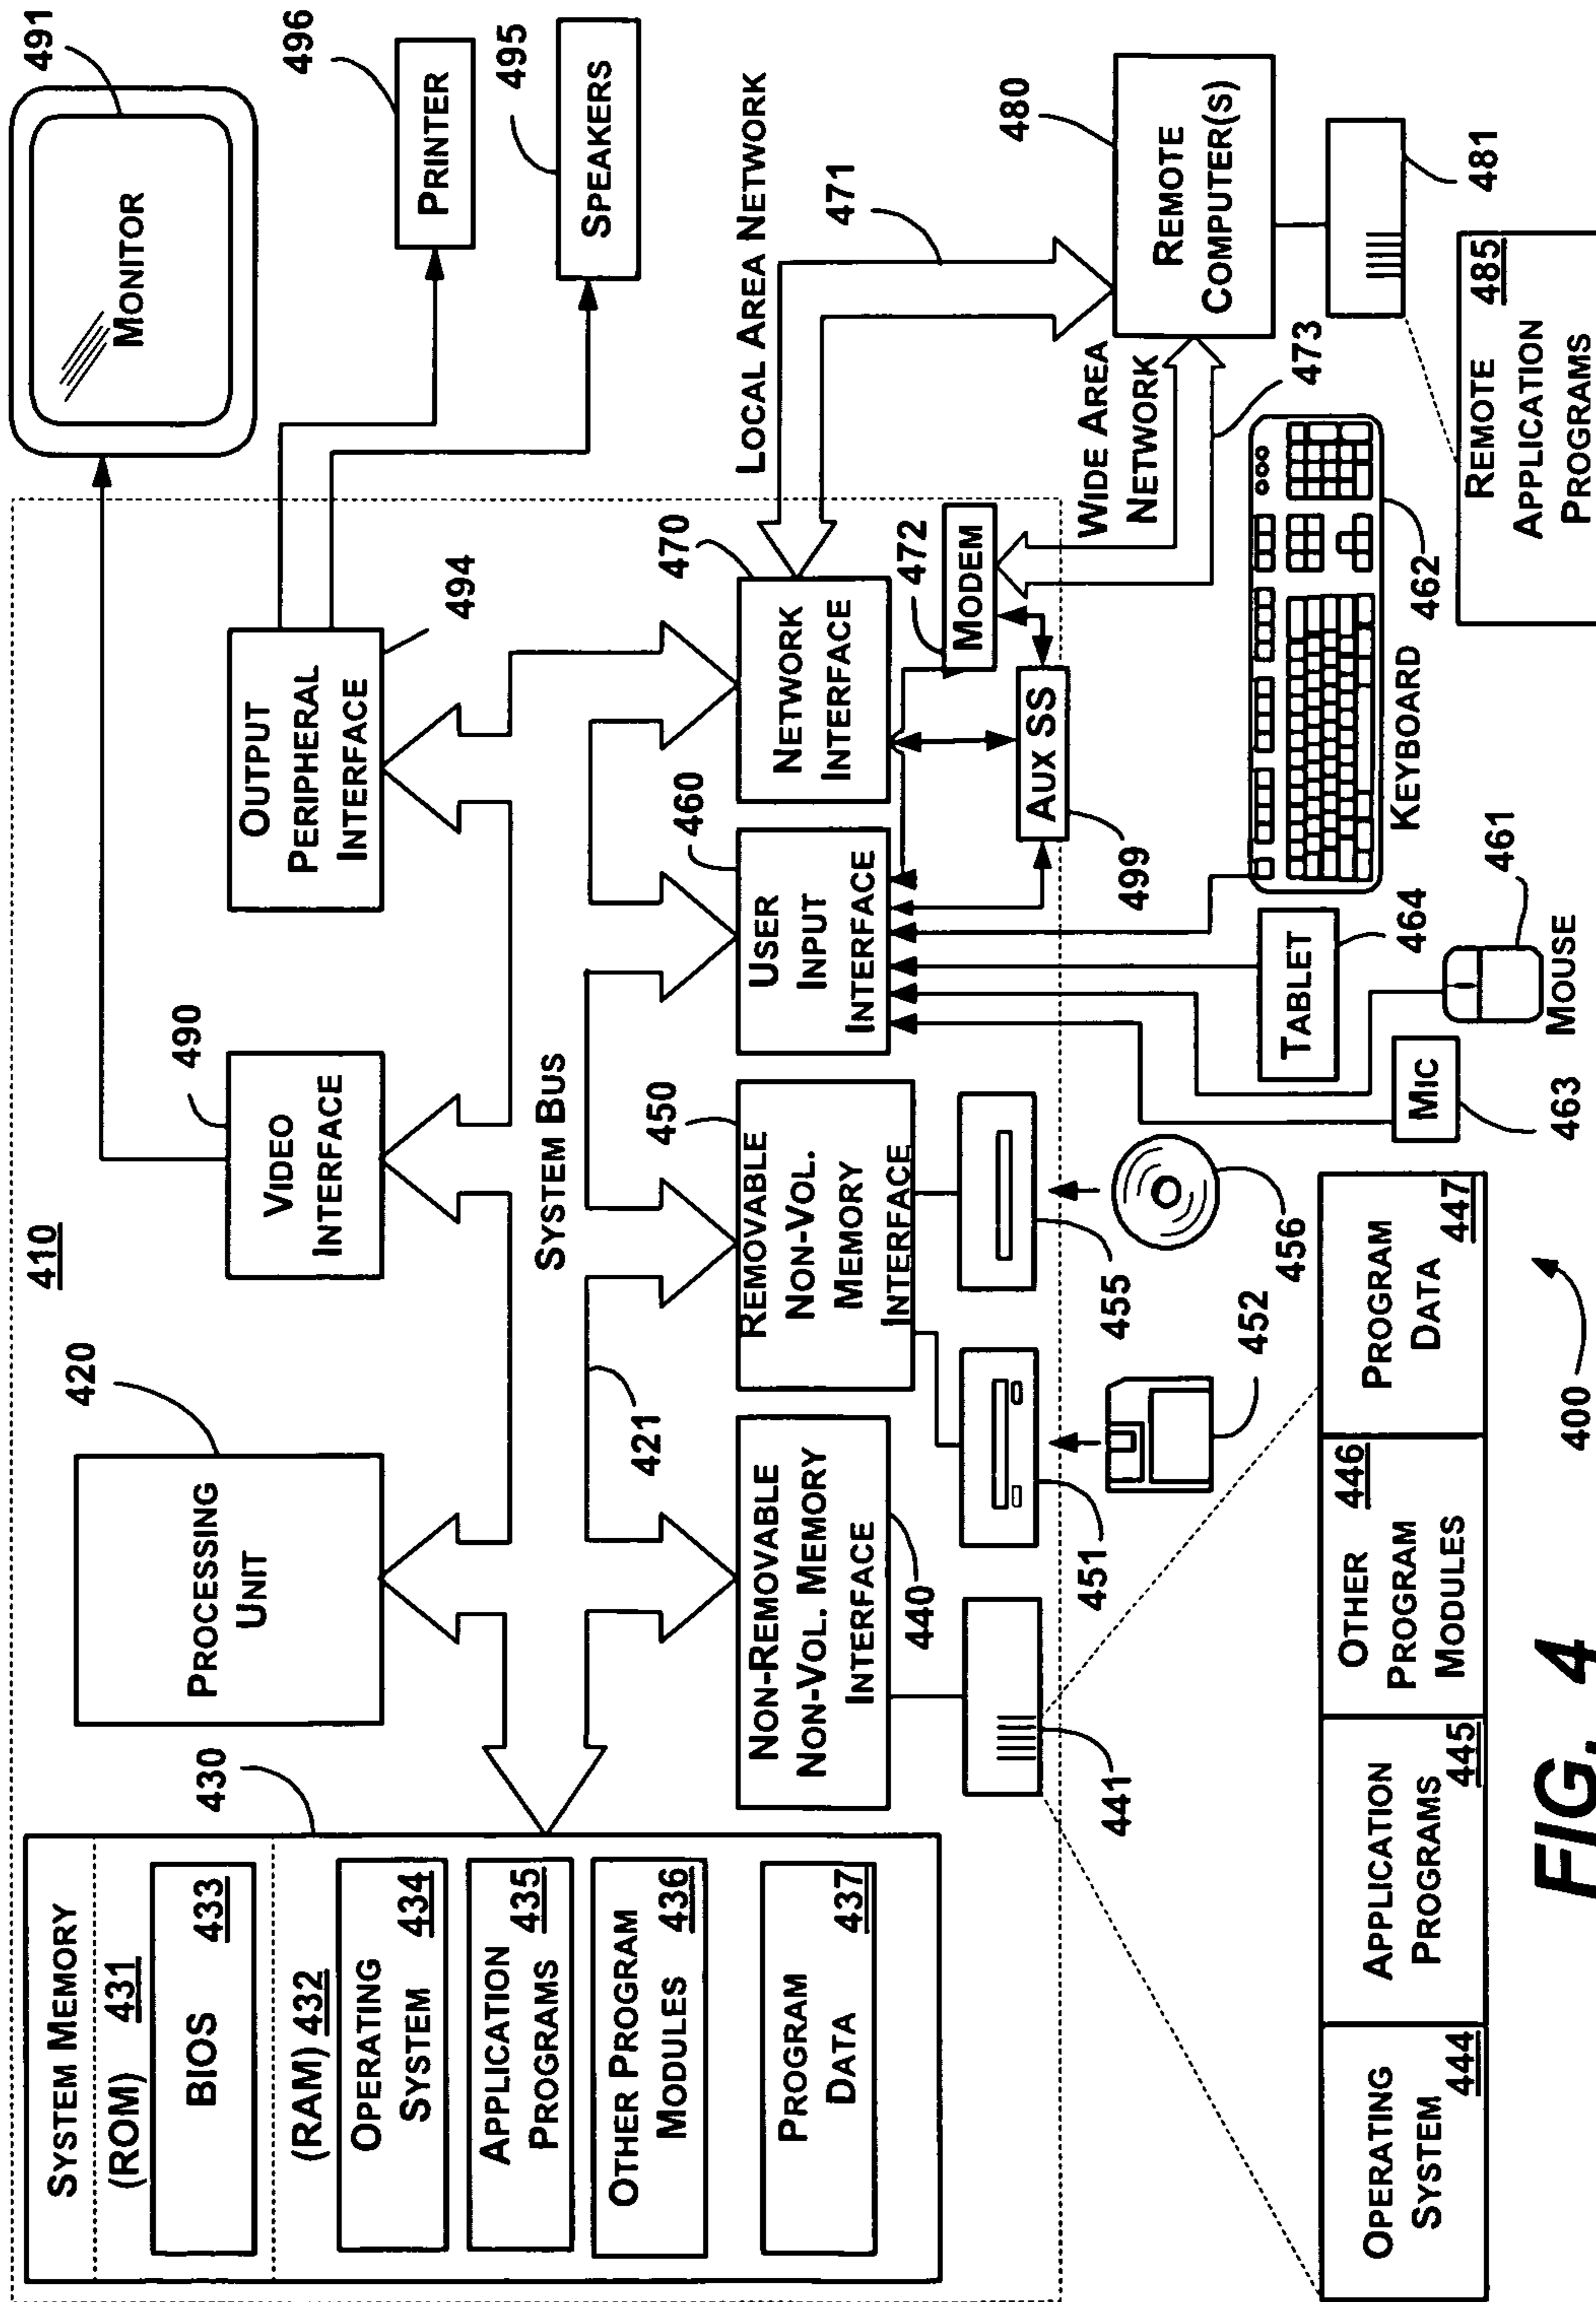 410
SYSTEM MEMORY
(ROM) 431
BIOS 433
(RAM) 432
OPERATING
SYSTEM 434
APPLICATION
PROGRAMS 435
OTHER PROGRAM
MODULES 436
PROGRAM
DATA 437
430
PROCESSING
UNIT
420
VIDEO
INTERFACE
490
OUTPUT
PERIPHERAL
INTERFACE
494
MONITOR
491
PRINTER
496
SPEAKERS
495
SYSTEM BUS
421
NON-REMOVABLE
NON-VOL. MEMORY
INTERFACE
440
REMOVABLE
NON-VOL.
MEMORY
INTERFACE
450
USER
INPUT
INTERFACE
460
NETWORK
INTERFACE
470
LOCAL AREA NETWORK
471
MODEM
472
AUX SS
499
WIDE AREA
NETWORK
473
REMOTE
COMPUTER(S)
480
481
REMOTE 485
APPLICATION
PROGRAMS
441
451
452
455
456
MIC
463
TABLET
464
MOUSE
461
KEYBOARD
462
OPERATING
SYSTEM 444
APPLICATION
PROGRAMS 445
OTHER 446
PROGRAM
MODULES
PROGRAM
DATA 447
400
FIG. 4